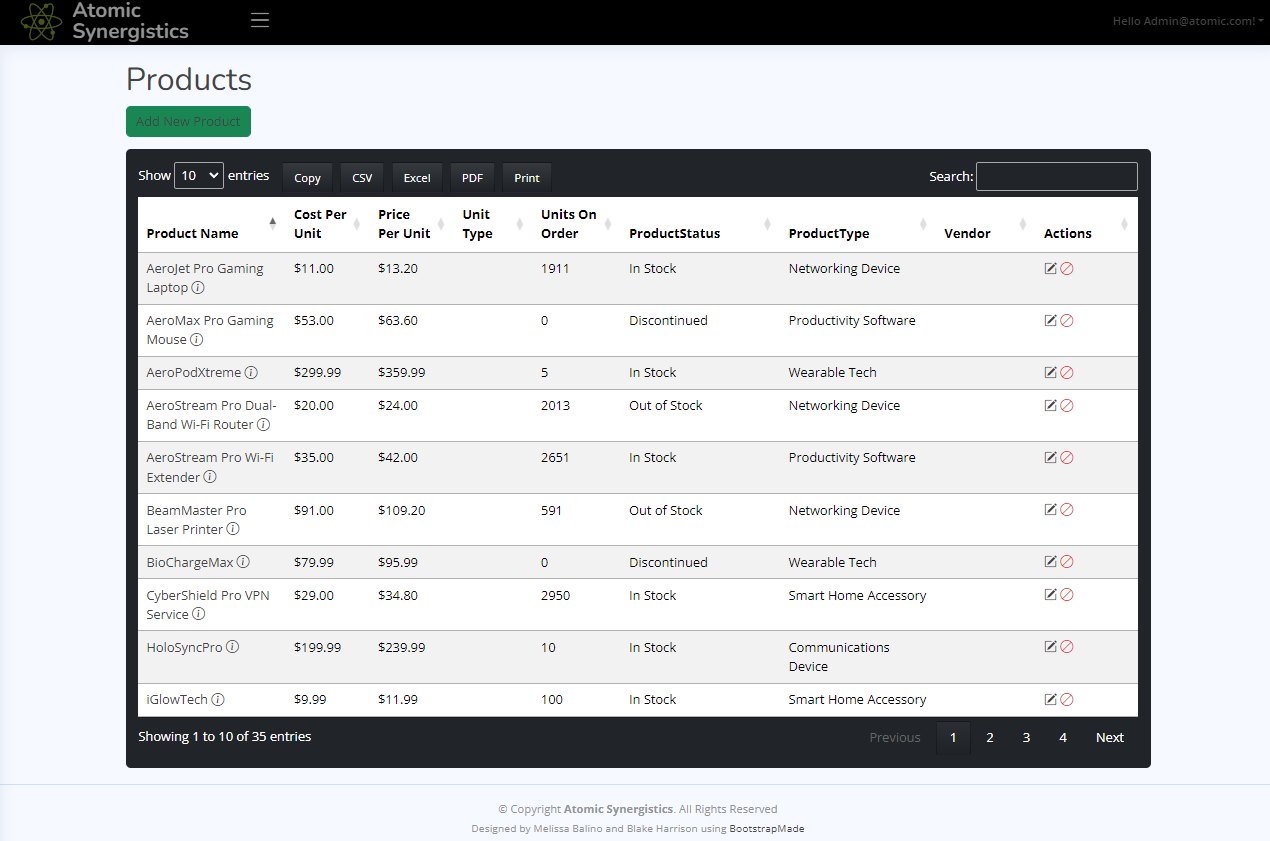 Atomic
Synergistics
Hello Admin@atomic.com!
Products
Add New Product
Show 10 entries Copy CSV Excel PDF Print Search:
Product Name Cost Per Unit Price Per Unit Unit Type Units On Order ProductStatus ProductType Vendor Actions
AeroJet Pro Gaming $11.00 $13.20 1911 In Stock Networking Device
Laptop
AeroMax Pro Gaming $53.00 $63.60 0 Discontinued Productivity Software
Mouse
AeroPodXtreme $299.99 $359.99 5 In Stock Wearable Tech
AeroStream Pro Dual- $20.00 $24.00 2013 Out of Stock Networking Device
Band Wi-Fi Router
AeroStream Pro Wi-Fi $35.00 $42.00 2651 In Stock Productivity Software
Extender
BeamMaster Pro $91.00 $109.20 591 Out of Stock Networking Device
Laser Printer
BioChargeMax $79.99 $95.99 0 Discontinued Wearable Tech
CyberShield Pro VPN $29.00 $34.80 2950 In Stock Smart Home Accessory
Service
HoloSyncPro $199.99 $239.99 10 In Stock Communications
Device
iGlowTech $9.99 $11.99 100 In Stock Smart Home Accessory
Showing 1 to 10 of 35 entries Previous 1 2 3 4 Next
© Copyright Atomic Synergistics. All Rights Reserved
Designed by Melissa Balino and Blake Harrison using BootstrapMade